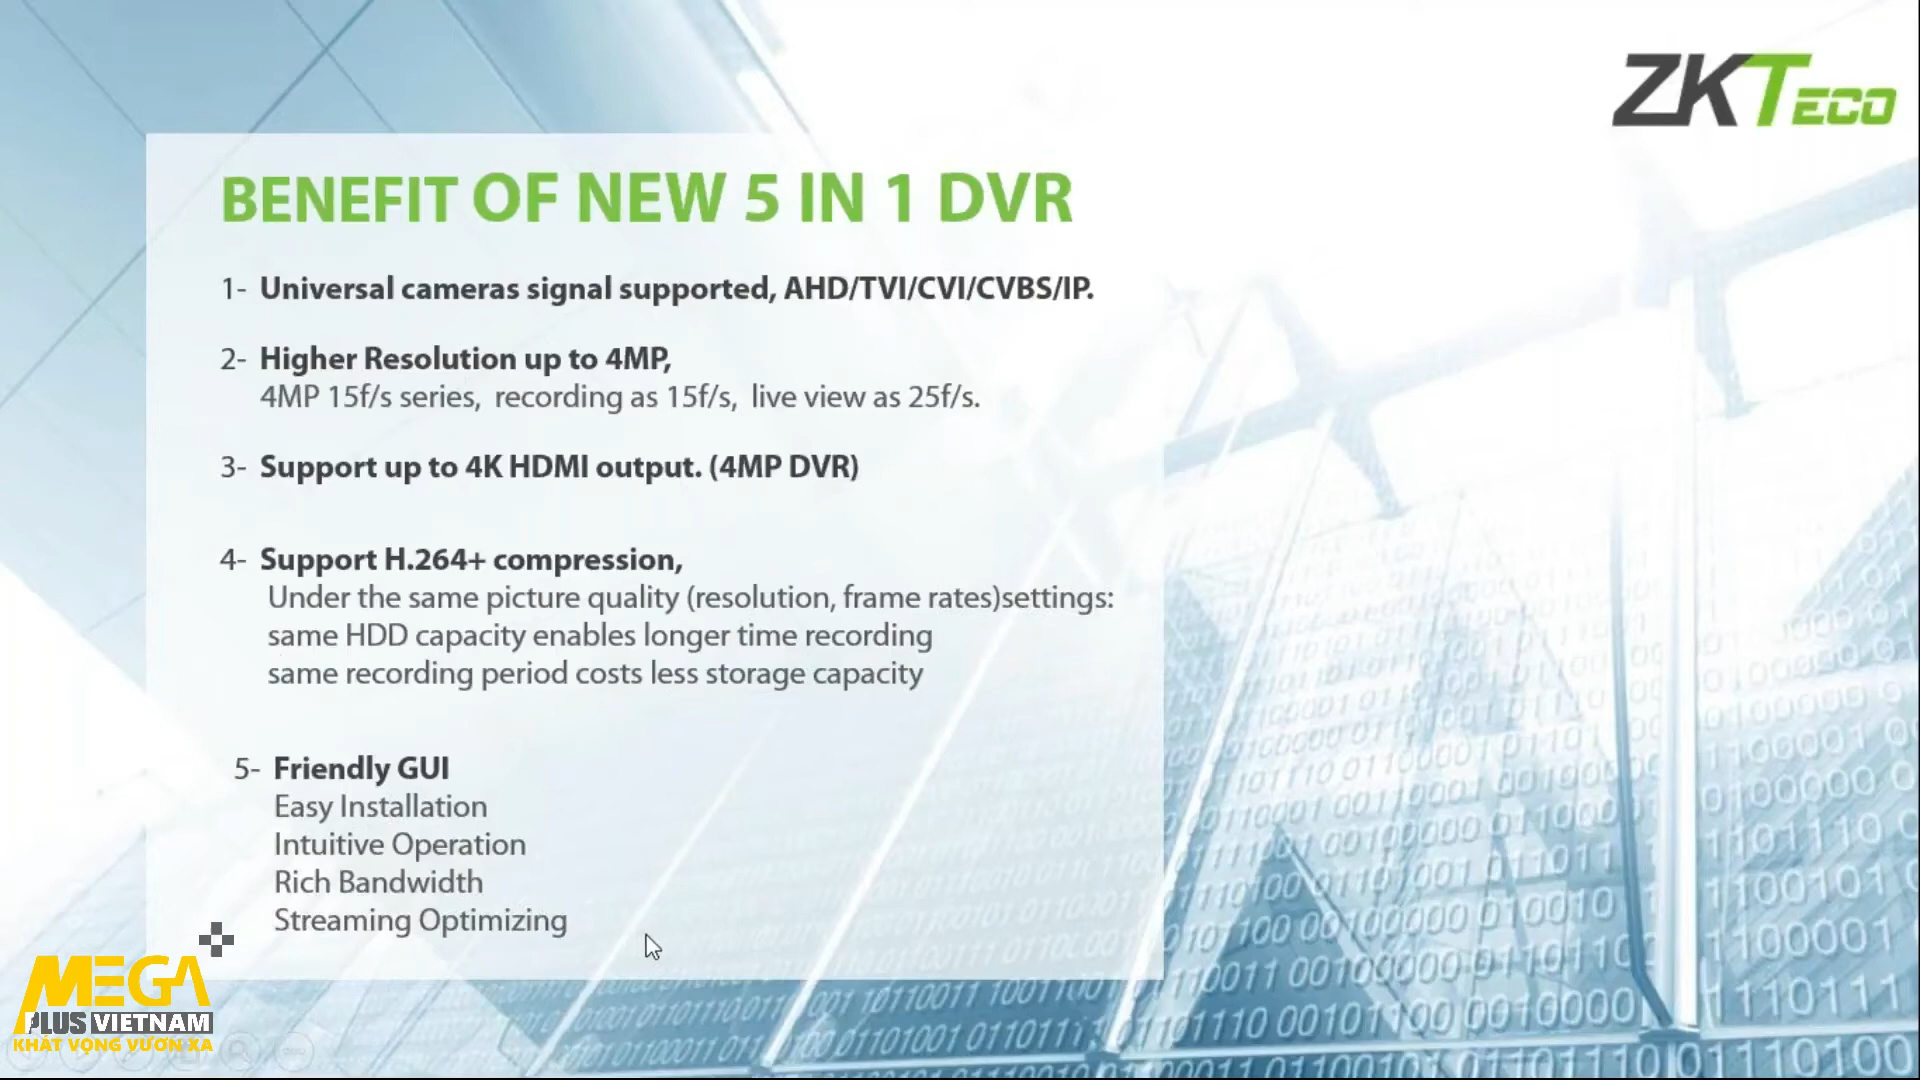 ZKTECO
BENEFIT OF NEW 5 IN 1 DVR
1- Universal cameras signal supported, AHD/TVI/CVI/CVBS/IP.
2- Higher Resolution up to 4MP,
4MP 15f/s series, recording as 15f/s, live view as 25f/s.
3- Support up to 4K HDMI output. (4MP DVR)
4- Support H.264+ compression,
Under the same picture quality (resolution, frame rates)settings:
same HDD capacity enables longer time recording
same recording period costs less storage capacity
5- Friendly GUI
Easy Installation
Intuitive Operation
Rich Bandwidth
Streaming Optimizing
MEGA
PLUS VIETNAM
KHÁT VỌNG VƯƠN XA